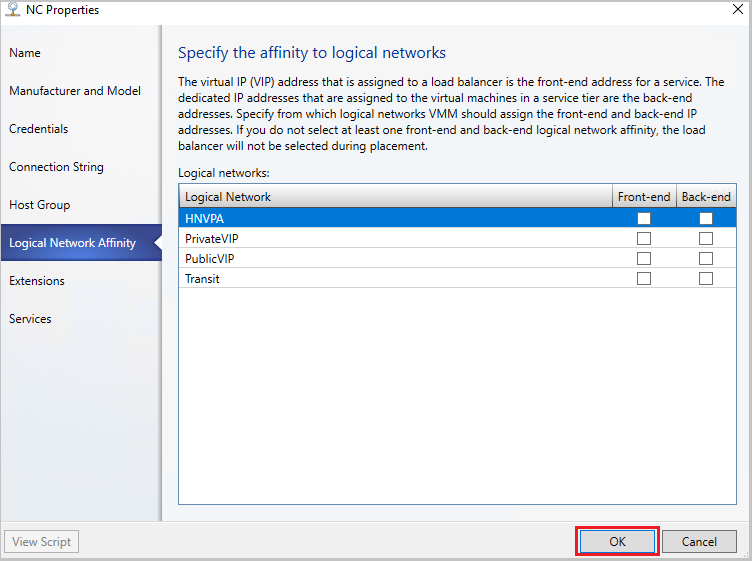 NC Properties
Name
Manufacturer and Model
Credentials
Connection String
Host Group
Logical Network Affinity
Extensions
Services
Specify the affinity to logical networks
The virtual IP (VIP) address that is assigned to a load balancer is the front-end address for a service. The
dedicated IP addresses that are assigned to the virtual machines in a service tier are the back-end
addresses. Specify from which logical networks VMM should assign the front-end and back-end IP
addresses. If you do not select at least one front-end and back-end logical network affinity, the load
balancer will not be selected during placement.
Logical networks:
Logical Network Front-end Back-end
HNVPA
PrivateVIP
PublicVIP
Transit
View Script OK Cancel